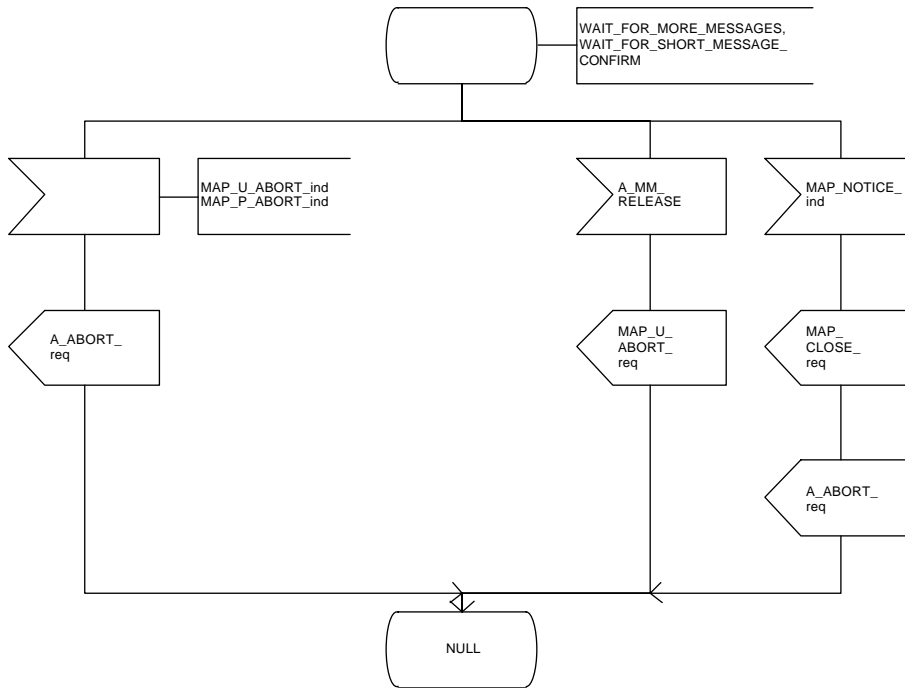 WAIT_FOR_MORE_MESSAGES,
WAIT_FOR_SHORT_MESSAGE_
CONFIRM
MAP_U_ABORT_ind
MAP_P_ABORT_ind
A_MM_
RELEASE
MAP_NOTICE_
ind
A_ABORT_
req
MAP_U_
ABORT_
req
MAP_
CLOSE_
req
A_ABORT_
req
NULL